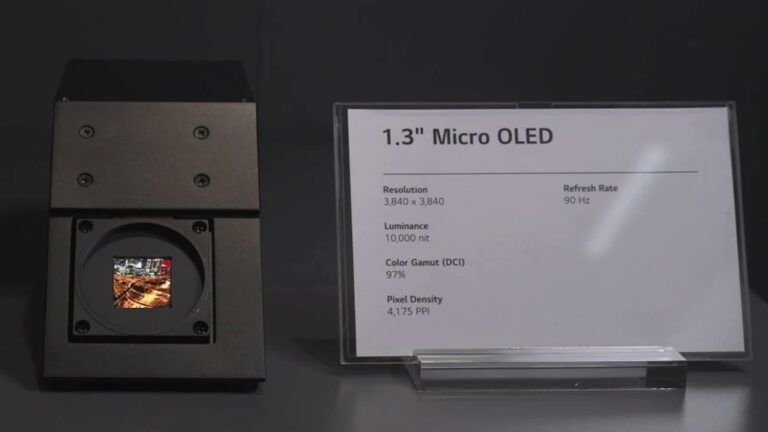 1.3" Micro OLED
Resolution
3,840 x 3,840
Refresh Rate
90 Hz
Luminance
10,000 nit
Color Gamut (DCI)
97%
Pixel Density
4,175 PPI